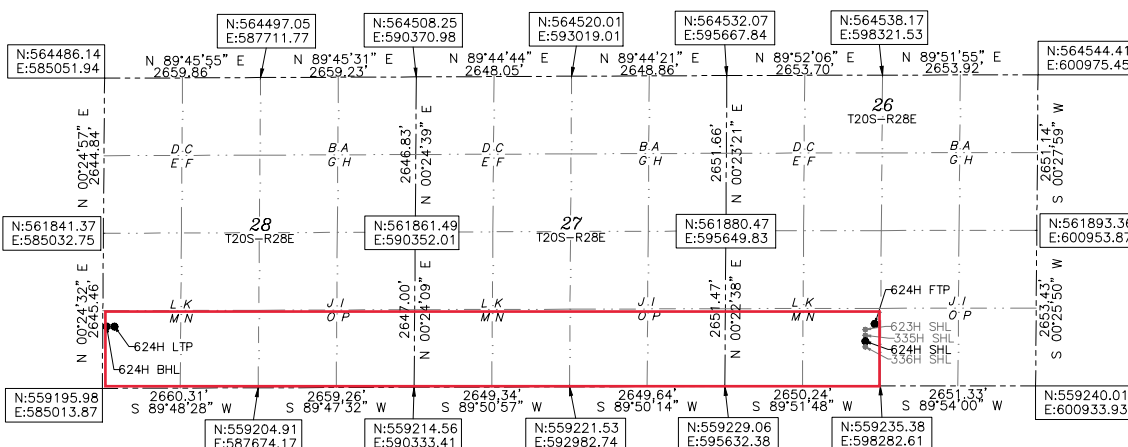 N:564486.14
E:585051.94
N:564497.05
E:587711.77
N:564508.25
E:590370.98
N:564520.01
E:593019.01
N:564532.07
E:595667.84
N:564538.17
E:598321.53
N:564544.41
E:600975.45
N 89°45'55" E
2659.86'
N 89°45'31 E
2659.23'
N 89°44'44 E
2648.05'
N 89°44'21 E
2648.86'
N 89°52'06 E
2653.70'
N 89°51'55" E
2653.92'
26
T20S-R28E
N 00°24'57" E
2644.84'
2646.83'
N 00°24'39" E
2651.66'
N 00°23'21" E
2651.14'
S 00°27'59" W
D C
E F
B A
G H
D C
E F
B A
G H
D C
E F
B A
G H
N:561841.37
E:585032.75
28
T20S-R28E
N:561861.49
E:590352.01
27
T20S-R28E
N:561880.47
E:595649.83
N:561893.36
E:600953.87
N 00°24'32" E
2645.46'
2647.00'
N 00°24'09" E
2651.47'
N 00°22'38" E
2653.43'
S 00°25'50" W
L K
M N
J I
O P
L K
M N
J I
O P
L K
M N
J I
O P
624H FTP
623H SHL
335H SHL
624H SHL
336H SHL
624H LTP
624H BHL
N:559195.98
E:585013.87
2660.31'
S 89°48'28" W
2659.26'
S 89°47'32" W
2649.34'
S 89°50'57" W
2649.64'
S 89°50'14" W
2650.24'
S 89°51'48" W
2651.33'
S 89°54'00" W
N:559240.01
E:600933.93
N:559204.91
E:587674.17
N:559214.56
E:590333.41
N:559221.53
E:592982.74
N:559229.06
E:595632.38
N:559235.38
E:598282.61